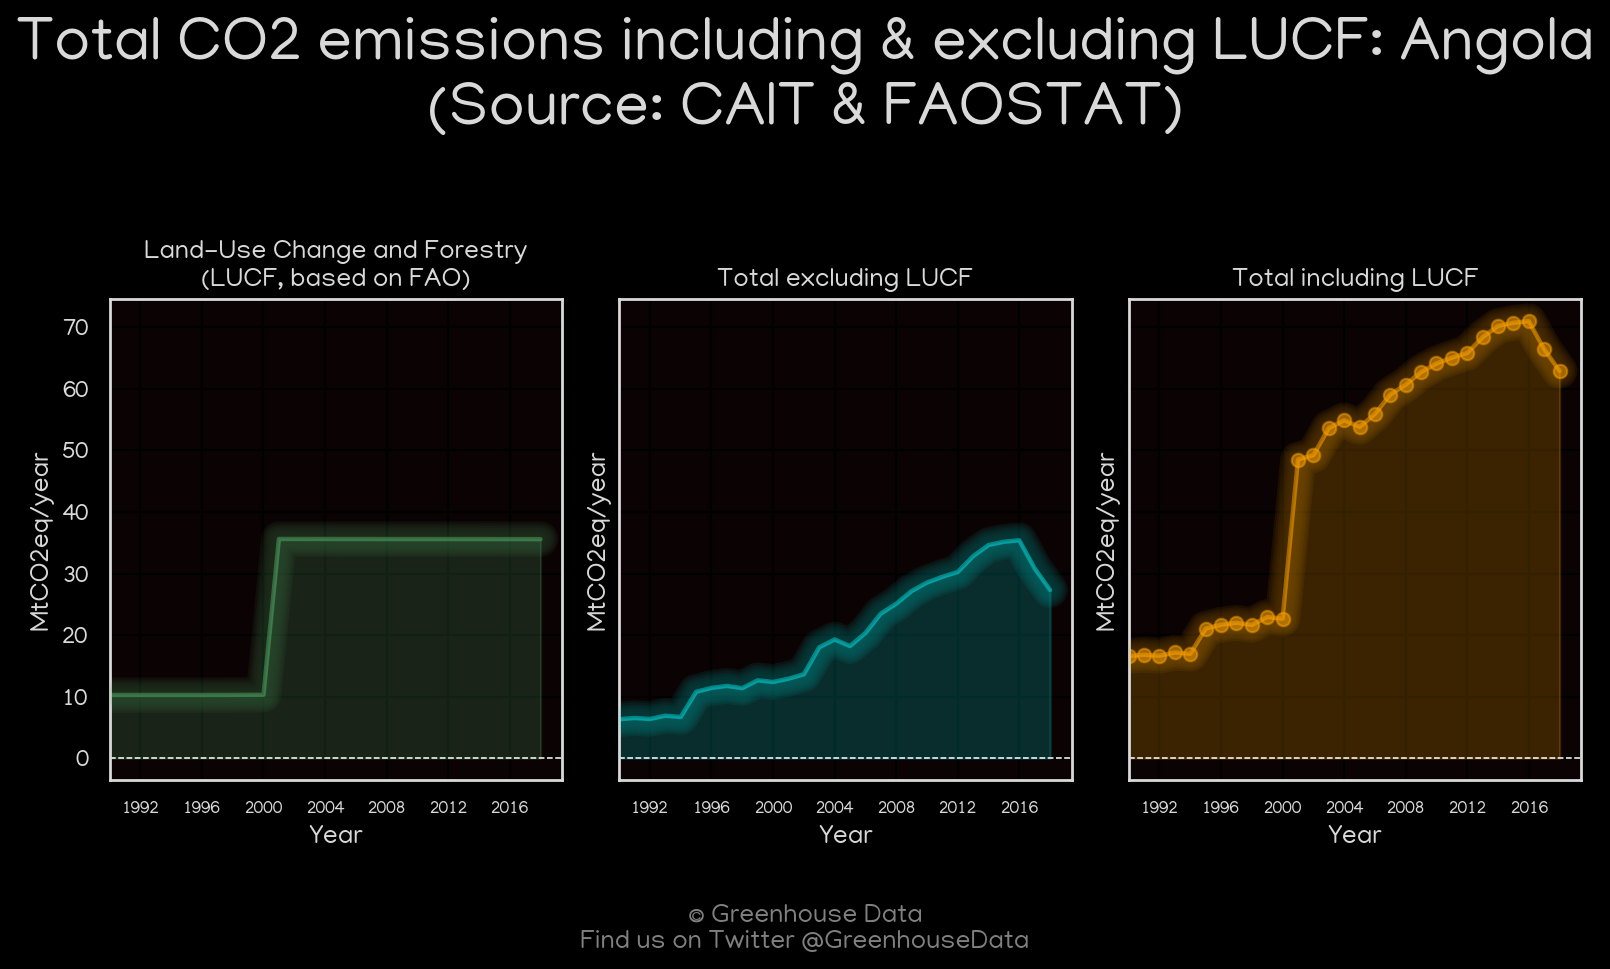 Total CO2 emissions including & excluding LUCF: Angola
(Source: CAIT & FAOSTAT)
Land-Use Change and Forestry
(LUCF, based on FAO)
Total excluding LUCF
Total including LUCF
MtCO2eq/year
70
60
50
40
30
20
10
0
1992 1996 2000 2004 2008 2012 2016
Year
MtCO2eq/year
1992 1996 2000 2004 2008 2012 2016
Year
MtCO2eq/year
1992 1996 2000 2004 2008 2012 2016
Year
© Greenhouse Data
Find us on Twitter @GreenhouseData